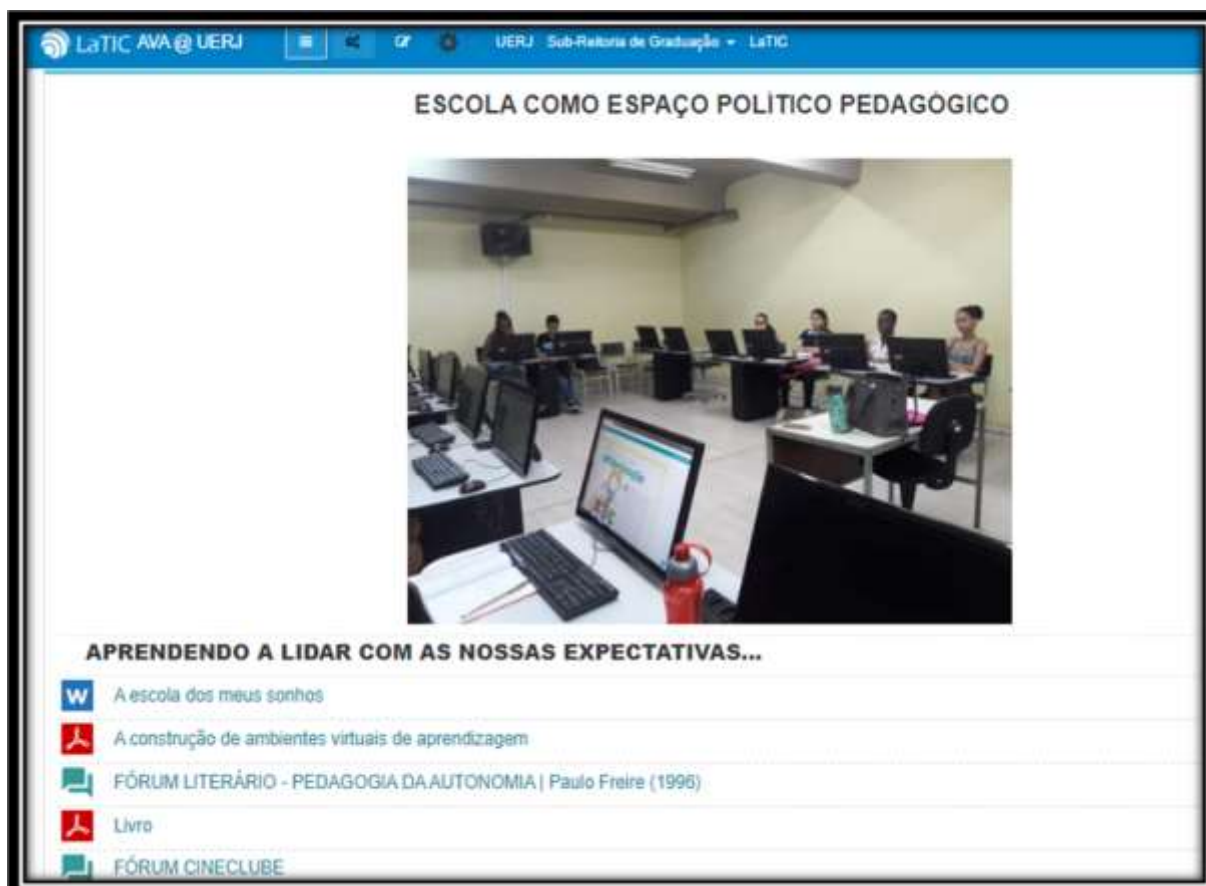 LaTIC AVA @ UERJ UERJ Sub-Reitoria de Graduação LaTIC
ESCOLA COMO ESPAÇO POLÍTICO PEDAGÓGICO
APRENDENDO A LIDAR COM AS NOSSAS EXPECTATIVAS...
W A escola dos meus sonhos
A construção de ambientes virtuais de aprendizagem
FÓRUM LITERÁRIO - PEDAGOGIA DA AUTONOMIA | Paulo Freire (1996)
Livro
FÓRUM CINECLUBE